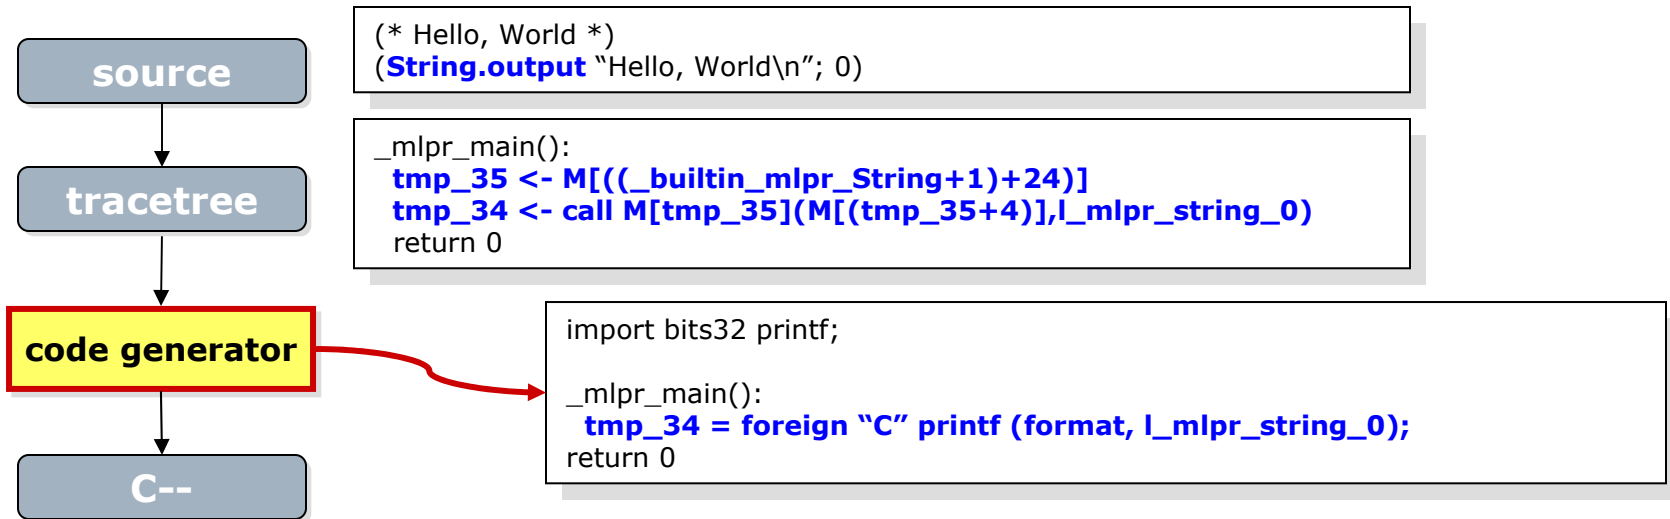 source
(* Hello, World *)
(String.output “Hello, World\n”; 0)
tracetree
_mlpr_main():
tmp_35 <- M[((_builtin_mlpr_String+1)+24)]
tmp_34 <- call M[tmp_35](M[(tmp_35+4)],l_mlpr_string_0)
return 0
code generator
import bits32 printf;
_mlpr_main():
tmp_34 = foreign “C” printf (format, l_mlpr_string_0);
return 0
C--